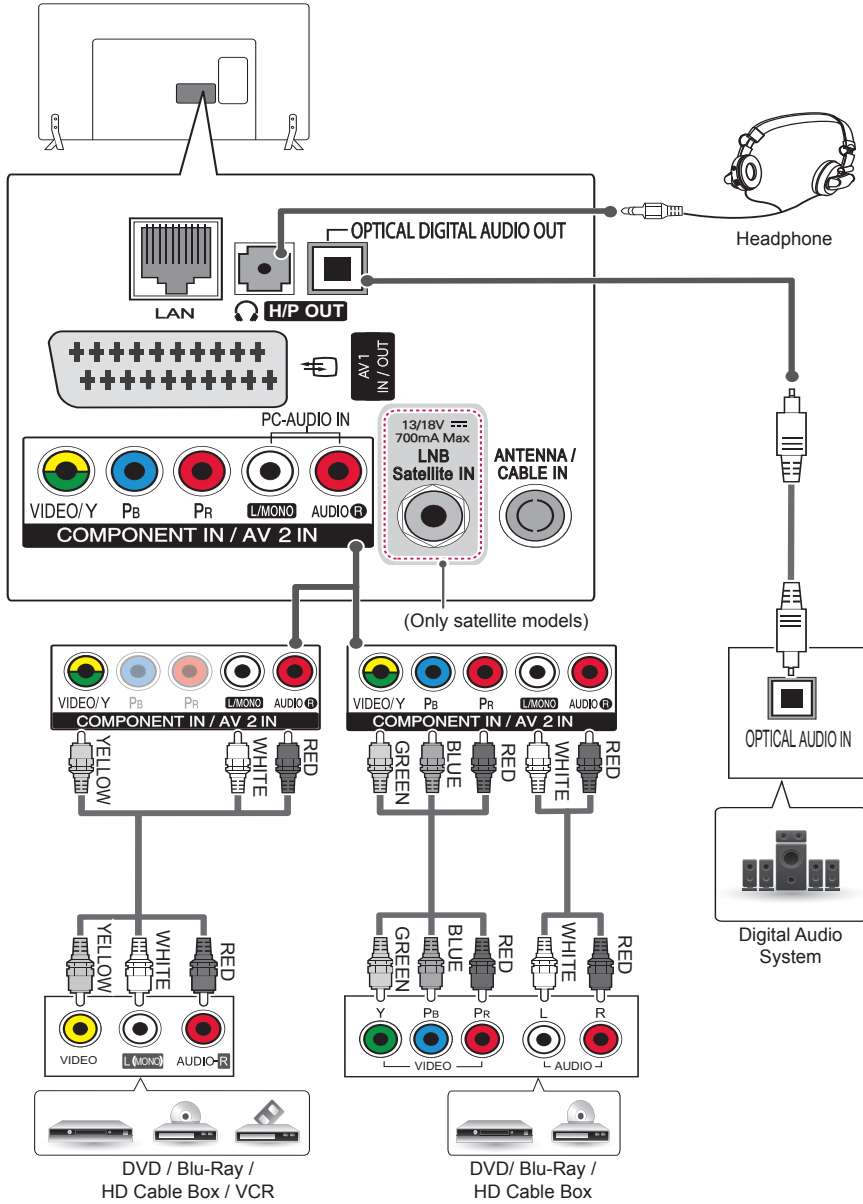 Headphone
OPTICAL DIGITAL AUDIO OUT
LAN
H/P OUT
AV 1
IN / OUT
PC-AUDIO IN
13/18V
700mA Max
LNB
Satellite IN
ANTENNA /
CABLE IN
VIDEO/ Y PB PR L/MONO AUDIO R
COMPONENT IN / AV 2 IN
(Only satellite models)
VIDEO/ Y PB PR L/MONO AUDIO R
COMPONENT IN / AV 2 IN
VIDEO/ Y PB PR L/MONO AUDIO R
COMPONENT IN / AV 2 IN
YELLOW
WHITE
RED
GREEN
BLUE
RED
WHITE
RED
OPTICAL AUDIO IN
Digital Audio
System
YELLOW
WHITE
RED
GREEN
BLUE
RED
WHITE
RED
VIDEO L (MONO) AUDIO-R
Y PB PR L R
VIDEO AUDIO
DVD / Blu-Ray /
HD Cable Box / VCR
DVD/ Blu-Ray /
HD Cable Box